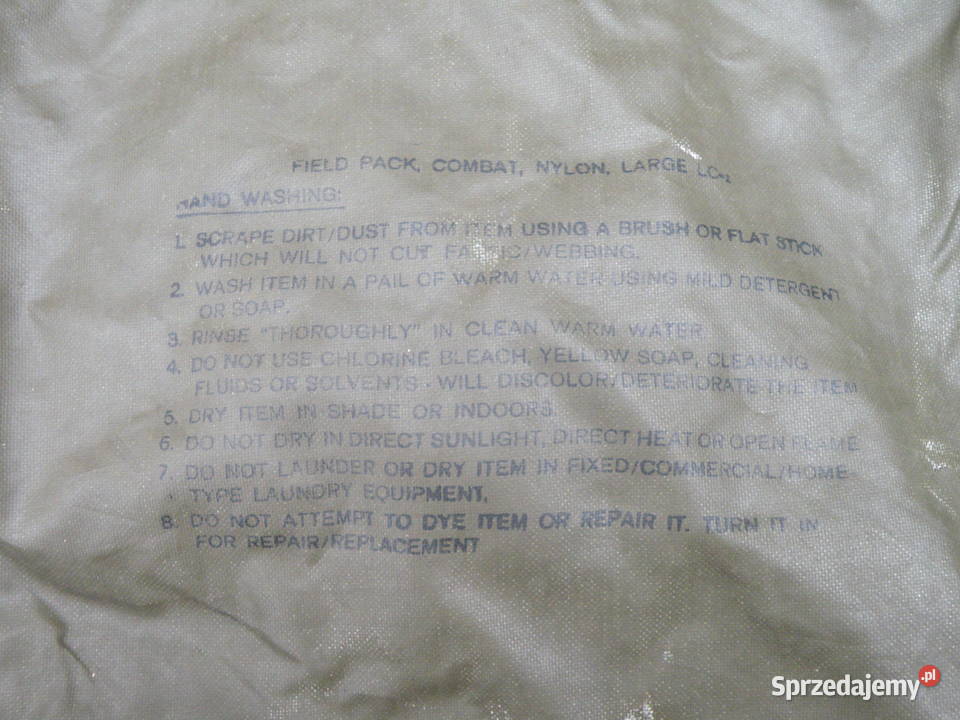 FIELD PACK, COMBAT, NYLON, LARGE LC-2
HAND WASHING:
1. SCRAPE DIRT/DUST FROM ITEM USING A BRUSH OR FLAT STICK
WHICH WILL NOT CUT FABRIC/WEBBING.
2. WASH ITEM IN A PAIL OF WARM WATER USING MILD DETERGENT
OR SOAP.
3. RINSE "THOROUGHLY" IN CLEAN WARM WATER
4. DO NOT USE CHLORINE BLEACH, YELLOW SOAP, CLEANING
FLUIDS OR SOLVENTS - WILL DISCOLOR/DETERIORATE THE ITEM
5. DRY ITEM IN SHADE OR INDOORS.
6. DO NOT DRY IN DIRECT SUNLIGHT, DIRECT HEAT OR OPEN FLAME
7. DO NOT LAUNDER OR DRY ITEM IN FIXED/COMMERCIAL/HOME
TYPE LAUNDRY EQUIPMENT.
8. DO NOT ATTEMPT TO DYE ITEM OR REPAIR IT. TURN IT IN
FOR REPAIR/REPLACEMENT
Sprzedajemy.pl